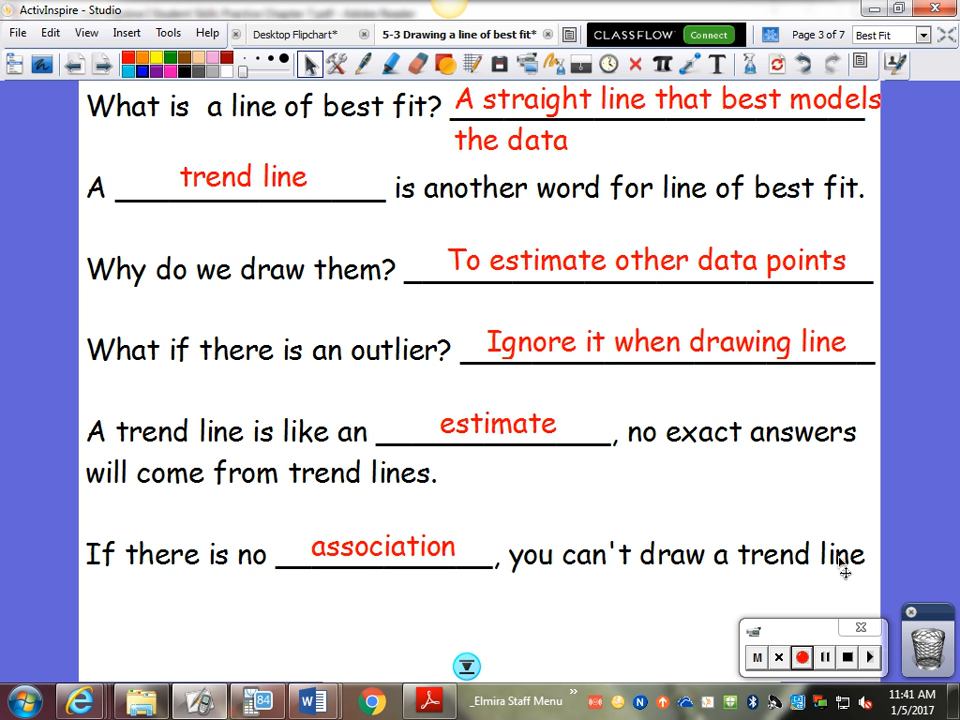 ActivInspire - Studio
File Edit View Insert Tools Help Desktop Flipchart* 5-3 Drawing a line of best fit* CLASSFLOW Connect Page 3 of 7 Best Fit
What is a line of best fit? A straight line that best models
the data
A trend line is another word for line of best fit.
Why do we draw them? To estimate other data points
What if there is an outlier? Ignore it when drawing line
A trend line is like an estimate, no exact answers
will come from trend lines.
If there is no association, you can't draw a trend line
M
84 W _Elmira Staff Menu » N 11:41 AM
1/5/2017